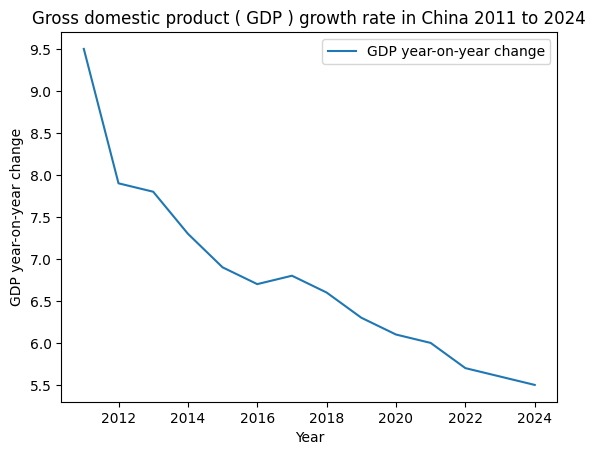 Gross domestic product ( GDP ) growth rate in China 2011 to 2024
GDP year-on-year change
GDP year-on-year change
9.5
9.0
8.5
8.0
7.5
7.0
6.5
6.0
5.5
2012 2014 2016 2018 2020 2022 2024
Year